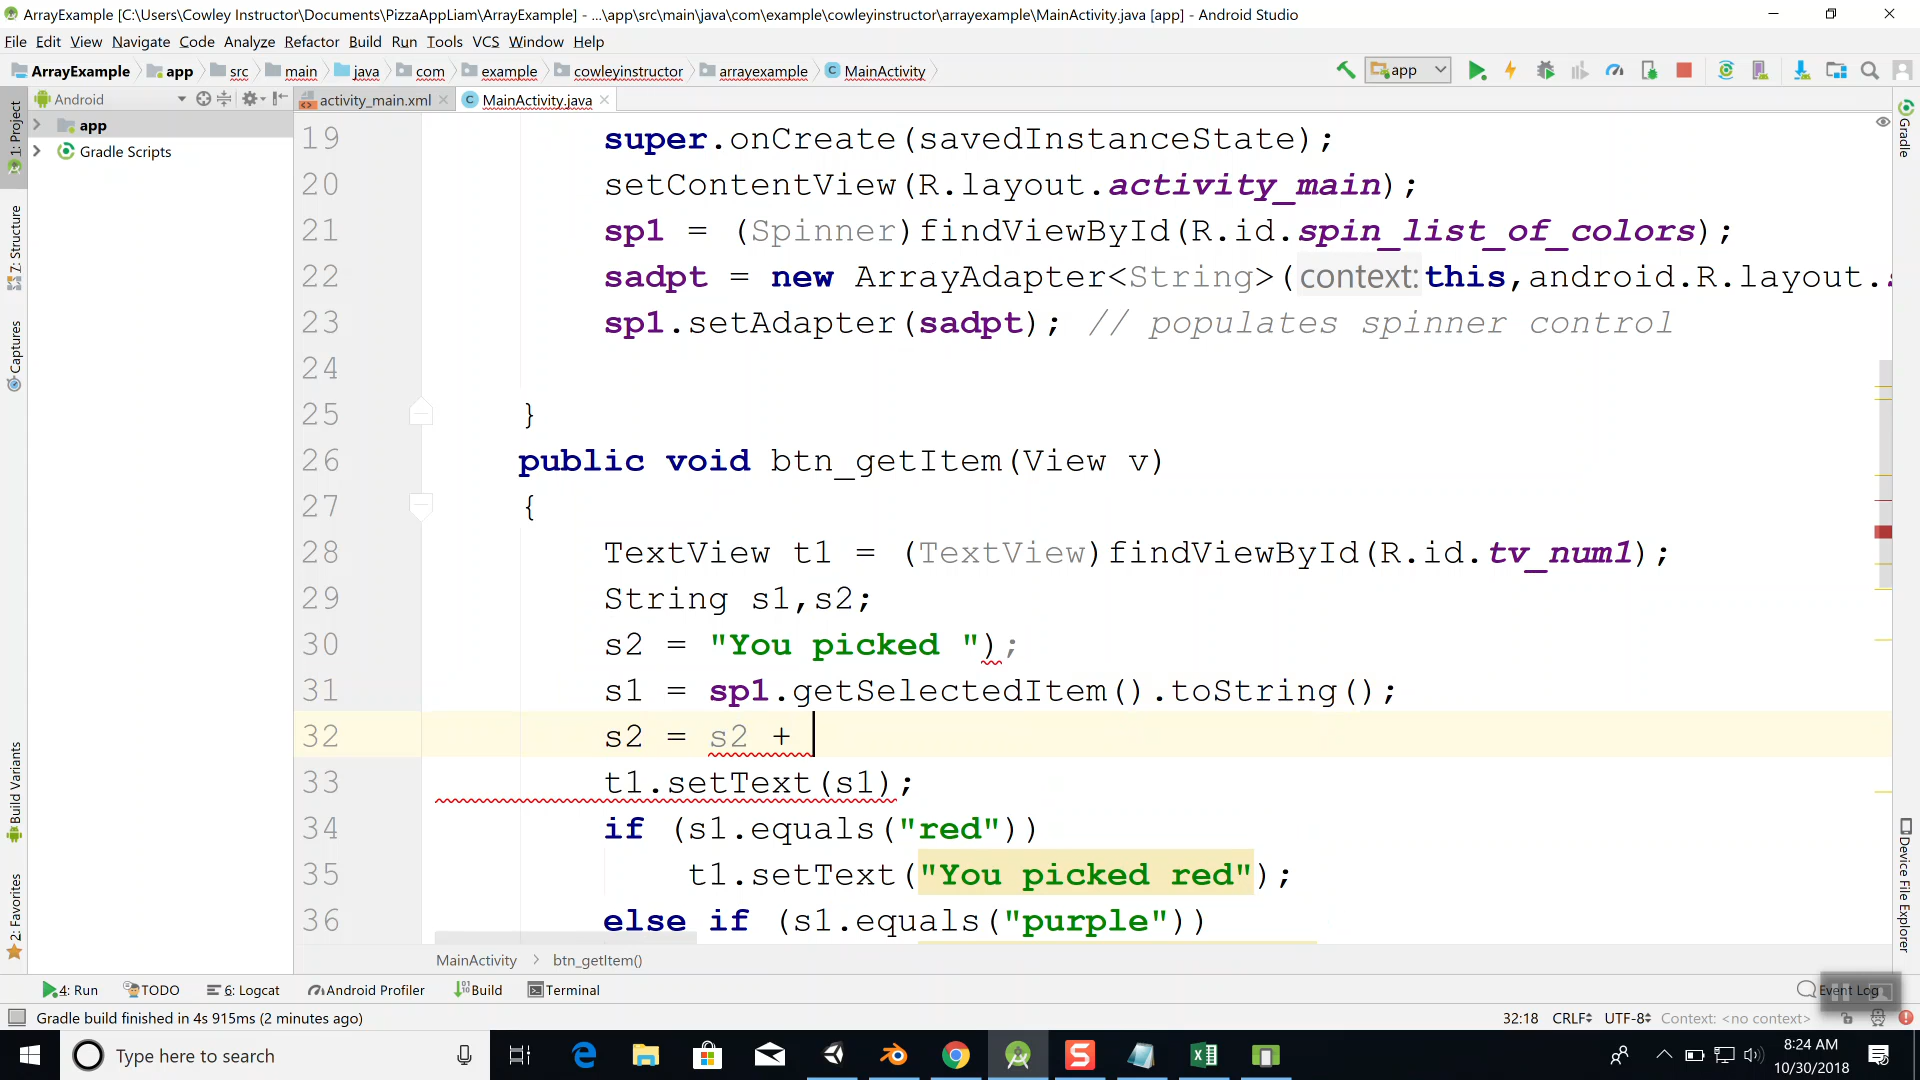 ArrayExample [C:\Users\Cowley Instructor\Documents\PizzaAppLiam\ArrayExample] - ...\app\src\main\java\com\example\cowleyinstructor\arrayexample\MainActivity.java [app] - Android Studio
File Edit View Navigate Code Analyze Refactor Build Run Tools VCS Window Help
ArrayExample app src main java com example cowleyinstructor arrayexample MainActivity app
Android activity_main.xml MainActivity.java
app
Gradle Scripts
1: Project
7: Structure
Captures
Build Variants
2: Favorites
19 super.onCreate(savedInstanceState);
20 setContentView(R.layout.activity_main);
21 sp1 = (Spinner)findViewById(R.id.spin_list_of_colors);
22 sadpt = new ArrayAdapter<String>(context:this,android.R.layout.
23 sp1.setAdapter(sadpt); // populates spinner control
24
25 }
26 public void btn_getItem(View v)
27 {
28 TextView t1 = (TextView)findViewById(R.id.tv_num1);
29 String s1,s2;
30 s2 = "You picked ");
31 s1 = sp1.getSelectedItem().toString();
32 s2 = s2 +
33 t1.setText(s1);
34 if (s1.equals("red"))
35 t1.setText("You picked red");
36 else if (s1.equals("purple"))
Gradle
Device File Explorer
MainActivity btn_getItem()
4: Run TODO 6: Logcat Android Profiler Build Terminal Event Log
Gradle build finished in 4s 915ms (2 minutes ago) 32:18 CRLF UTF-8 Context: <no context>
Type here to search
8:24 AM
10/30/2018